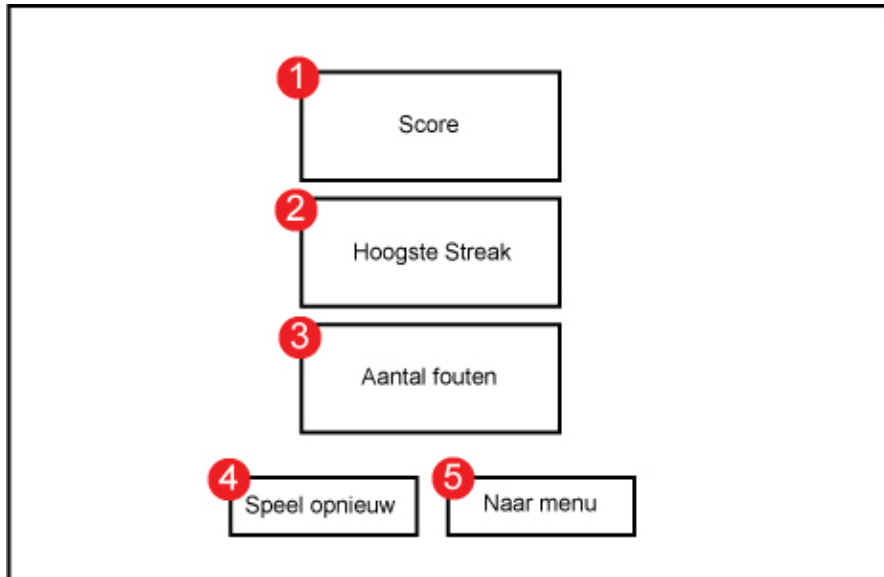 1
Score
2
Hoogste Streak
3
Aantal fouten
4
Speel opnieuw
5
Naar menu